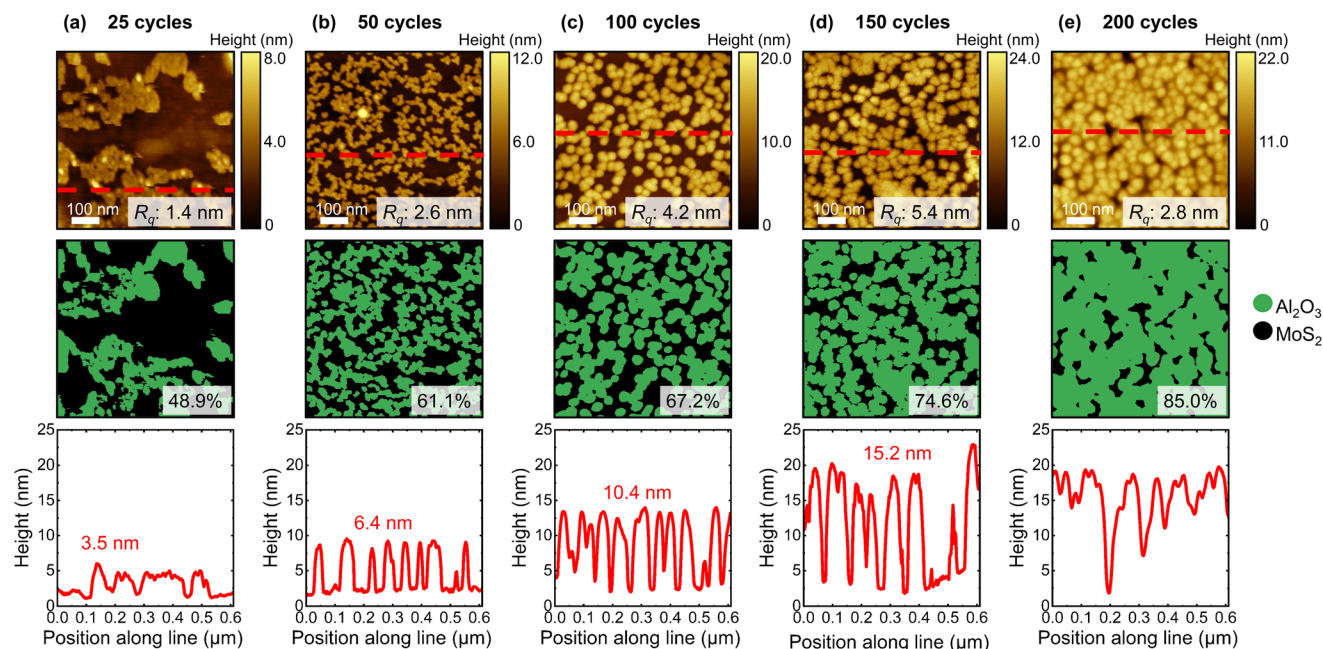 (a) 25 cycles
(b) 50 cycles
(c) 100 cycles
(d) 150 cycles
(e) 200 cycles
Height (nm)
Height (nm)
Height (nm)
Height (nm)
Height (nm)
8.0
4.0
0
12.0
6.0
0
20.0
10.0
0
24.0
12.0
0
22.0
11.0
0
100 nm
Rq: 1.4 nm
100 nm
Rq: 2.6 nm
100 nm
Rq: 4.2 nm
100 nm
Rq: 5.4 nm
100 nm
Rq: 2.8 nm
48.9%
61.1%
67.2%
74.6%
85.0%
Al2O3
MoS2
Height (nm)
25
20
15
10
5
0
3.5 nm
0.0 0.1 0.2 0.3 0.4 0.5 0.6
Position along line (μm)
Height (nm)
25
20
15
10
5
0
6.4 nm
0.0 0.1 0.2 0.3 0.4 0.5 0.6
Position along line (μm)
Height (nm)
25
20
15
10
5
0
10.4 nm
0.0 0.1 0.2 0.3 0.4 0.5 0.6
Position along line (μm)
Height (nm)
25
20
15
10
5
0
15.2 nm
0.0 0.1 0.2 0.3 0.4 0.5 0.6
Position along line (μm)
Height (nm)
25
20
15
10
5
0
0.0 0.1 0.2 0.3 0.4 0.5 0.6
Position along line (μm)